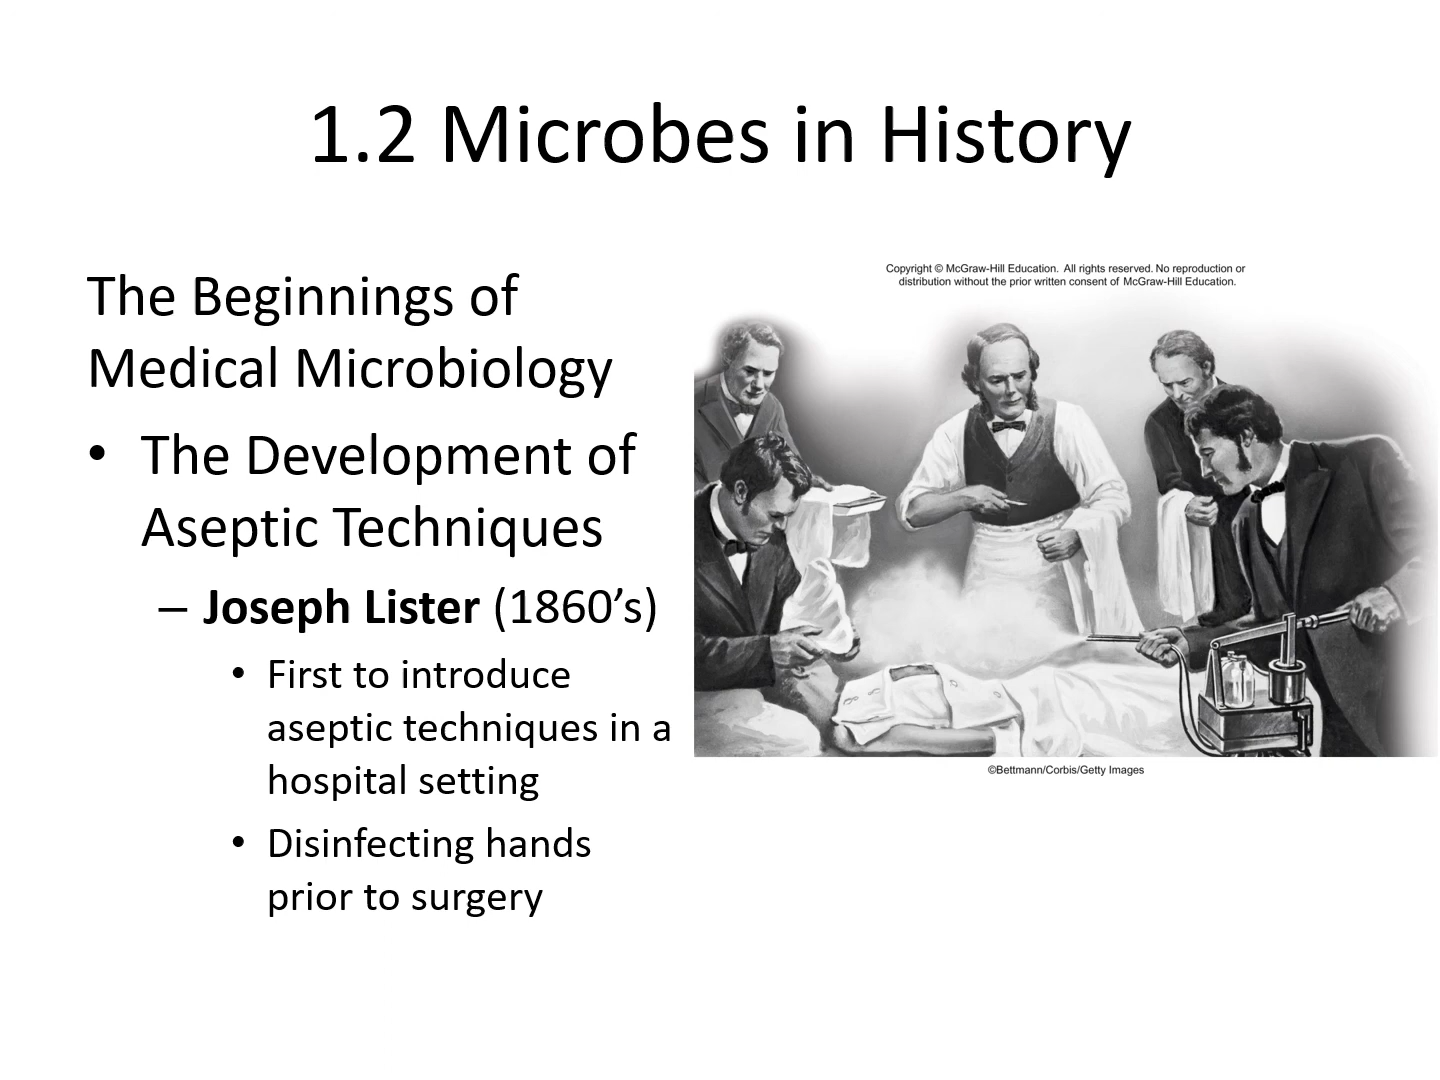 1.2 Microbes in History
The Beginnings of
Medical Microbiology
• The Development of
Aseptic Techniques
– Joseph Lister (1860’s)
• First to introduce
aseptic techniques in a
hospital setting
• Disinfecting hands
prior to surgery
Copyright © McGraw-Hill Education. All rights reserved. No reproduction or
distribution without the prior written consent of McGraw-Hill Education.
©Bettmann/Corbis/Getty Images